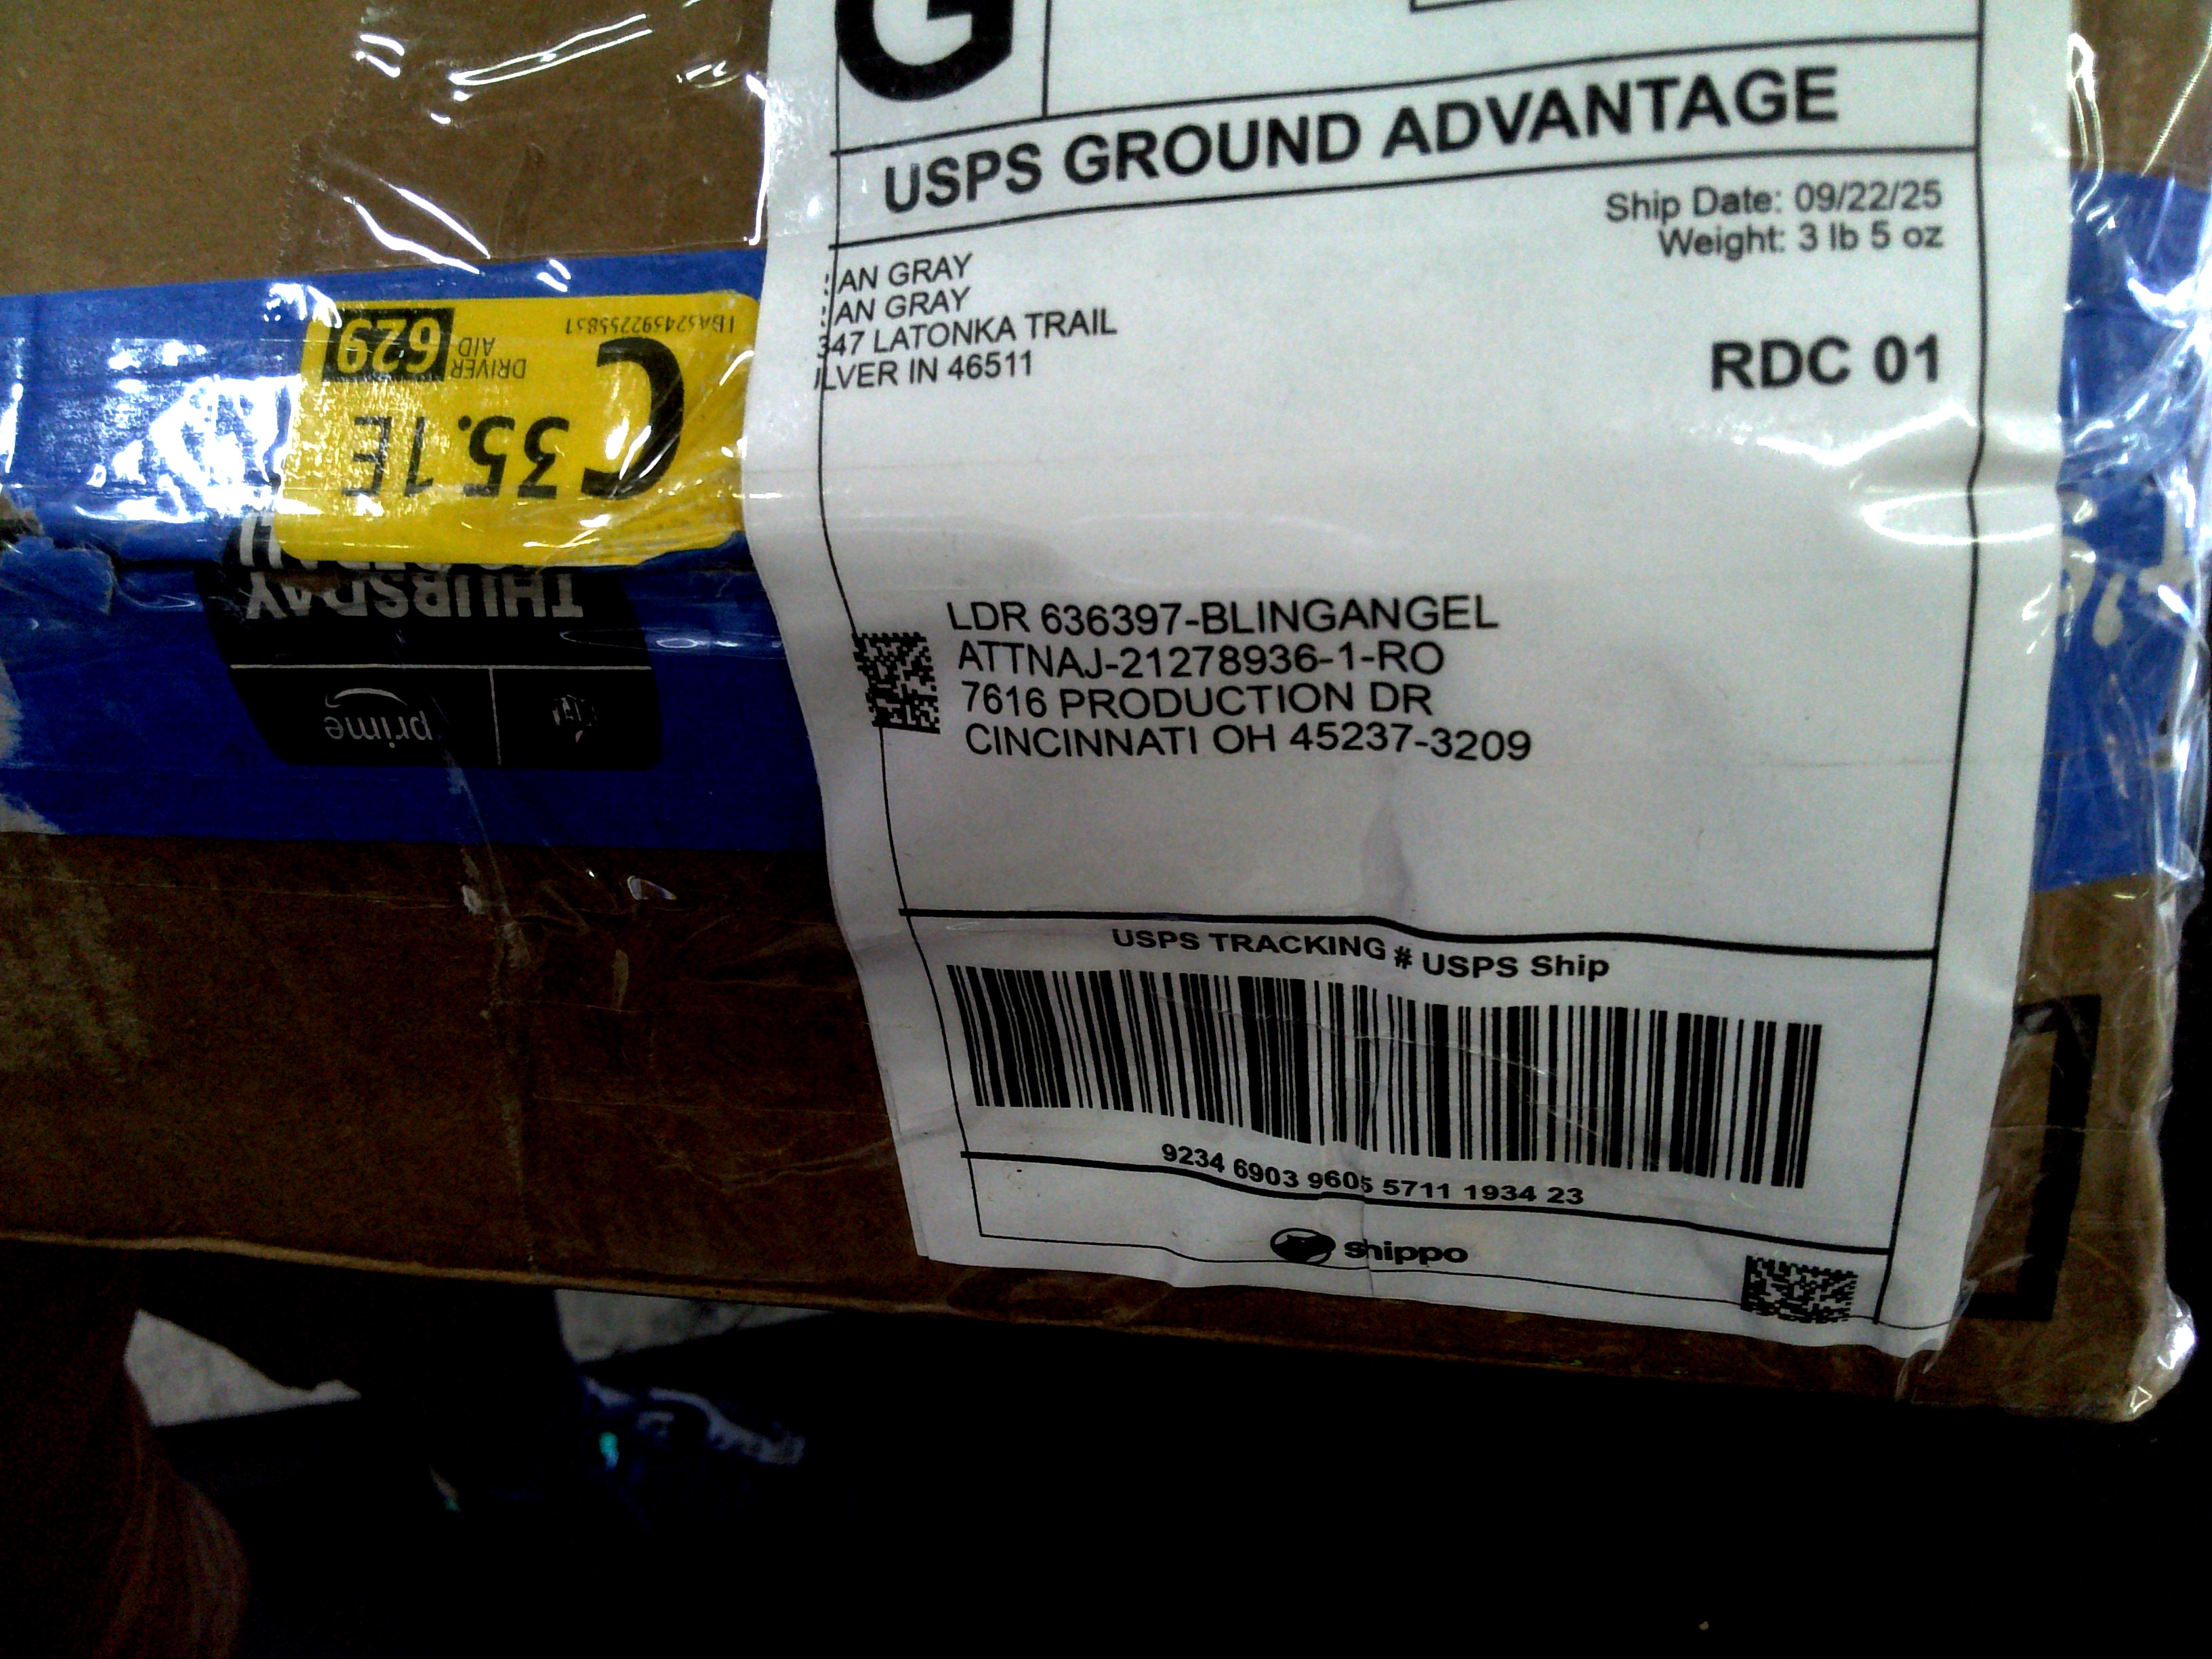 G
USPS GROUND ADVANTAGE
Ship Date: 09/22/25
Weight: 3 lb 5 oz
AN GRAY
AN GRAY
347 LATONKA TRAIL
LVER IN 46511
RDC 01
LDR 636397-BLINGANGEL
ATTNAJ-21278936-1-RO
7616 PRODUCTION DR
CINCINNATI OH 45237-3209
USPS TRACKING # USPS Ship
9234 6903 9605 5711 1934 23
shippo
C
35.1E
DRIVER
AID
629
prime
THURSDAY